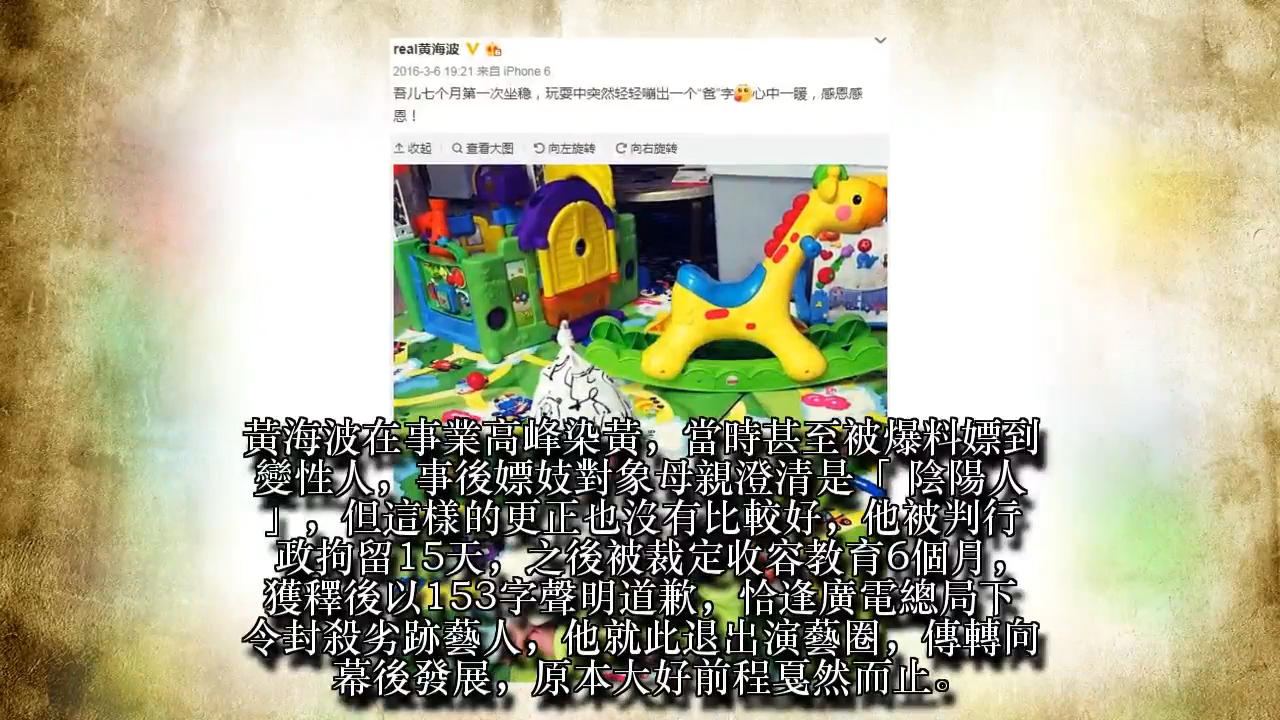 real黄海波
2016-3-6 19:21 来自 iPhone 6
吾儿七个月第一次坐稳，玩耍中突然轻轻嘣出一个“爸”字心中一暖，感恩感
恩！
收起 查看大图 向左旋转 向右旋转
黃海波在事業高峰染黃，當時甚至被爆料嫖到
變性人，事後嫖妓對象母親澄清是「陰陽人
」，但這樣的更正也沒有比較好，他被判行
政拘留15天，之後被裁定收容教育6個月，
獲釋後以153字聲明道歉，恰逢廣電總局下
令封殺劣跡藝人，他就此退出演藝圈，傳轉向
幕後發展，原本大好前程戛然而止。